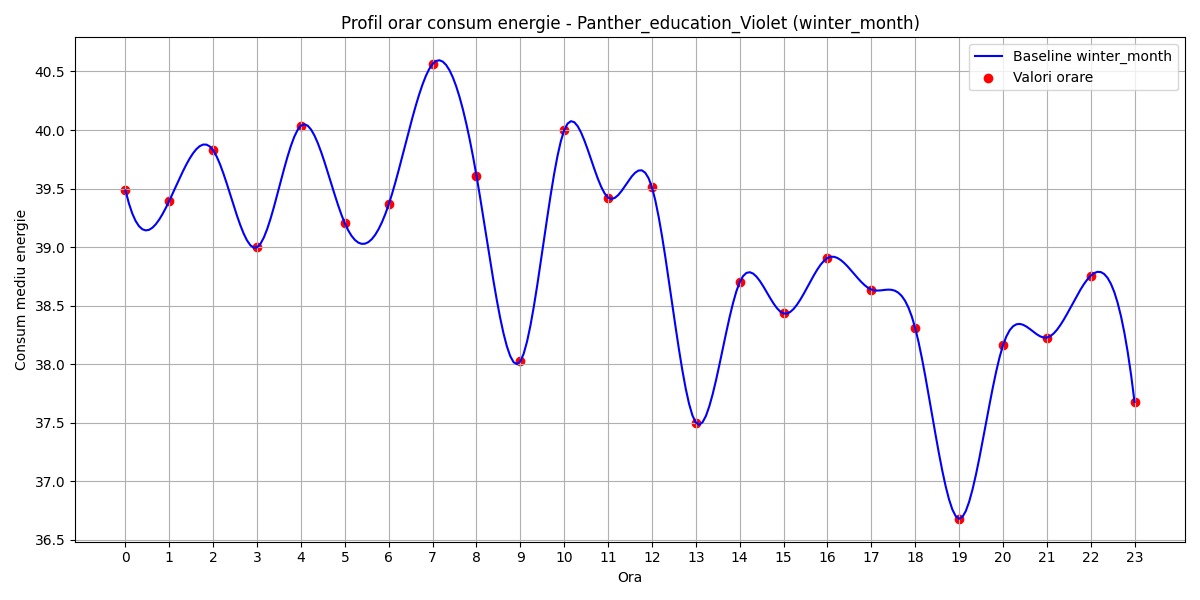 Profil orar consum energie - Panther_education_Violet (winter_month)
Baseline winter_month
Valori orare
Consum mediu energie
40.5
40.0
39.5
39.0
38.5
38.0
37.5
37.0
36.5
0 1 2 3 4 5 6 7 8 9 10 11 12 13 14 15 16 17 18 19 20 21 22 23
Ora